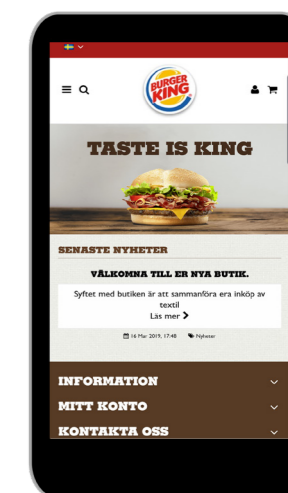 BURGER
KING
TASTE IS KING
SENASTE NYHETER
VÄLKOMNA TILL ER NYA BUTIK.
Syftet med butiken är att sammanföra era inköp av
textil
Läs mer
16 Mar 2019, 17:48 Nyheter
INFORMATION
MITT KONTO
KONTAKTA OSS